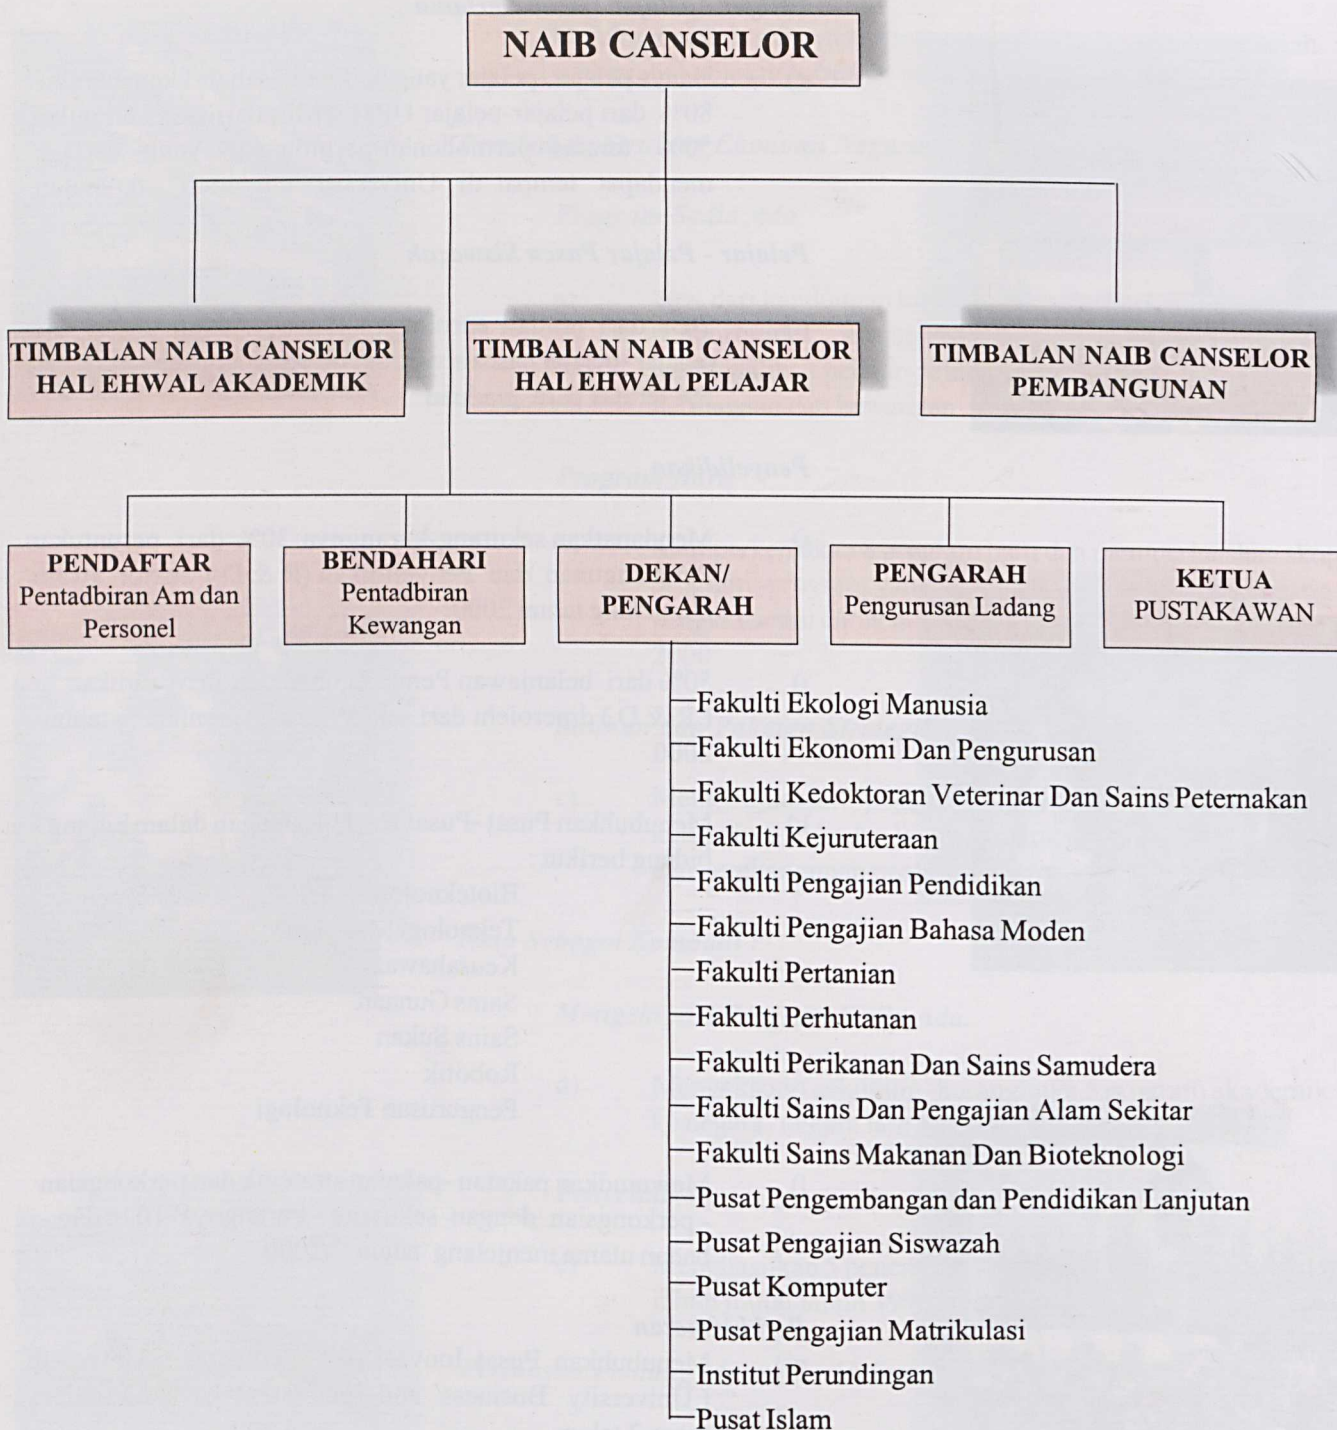 NAIB CANSELOR
TIMBALAN NAIB CANSELOR
HAL EHWAL AKADEMIK
TIMBALAN NAIB CANSELOR
HAL EHWAL PELAJAR
TIMBALAN NAIB CANSELOR
PEMBANGUNAN
PENDAFTAR
Pentadbiran Am dan
Personel
BENDAHARI
Pentadbiran
Kewangan
DEKAN/
PENGARAH
PENGARAH
Pengurusan Ladang
KETUA
PUSTAKAWAN
Fakulti Ekologi Manusia
Fakulti Ekonomi Dan Pengurusan
Fakulti Kedoktoran Veterinar Dan Sains Peternakan
Fakulti Kejuruteraan
Fakulti Pengajian Pendidikan
Fakulti Pengajian Bahasa Moden
Fakulti Pertanian
Fakulti Perhutanan
Fakulti Perikanan Dan Sains Samudera
Fakulti Sains Dan Pengajian Alam Sekitar
Fakulti Sains Makanan Dan Bioteknologi
Pusat Pengembangan dan Pendidikan Lanjutan
Pusat Pengajian Siswazah
Pusat Komputer
Pusat Pengajian Matrikulasi
Institut Perundingan
Pusat Islam